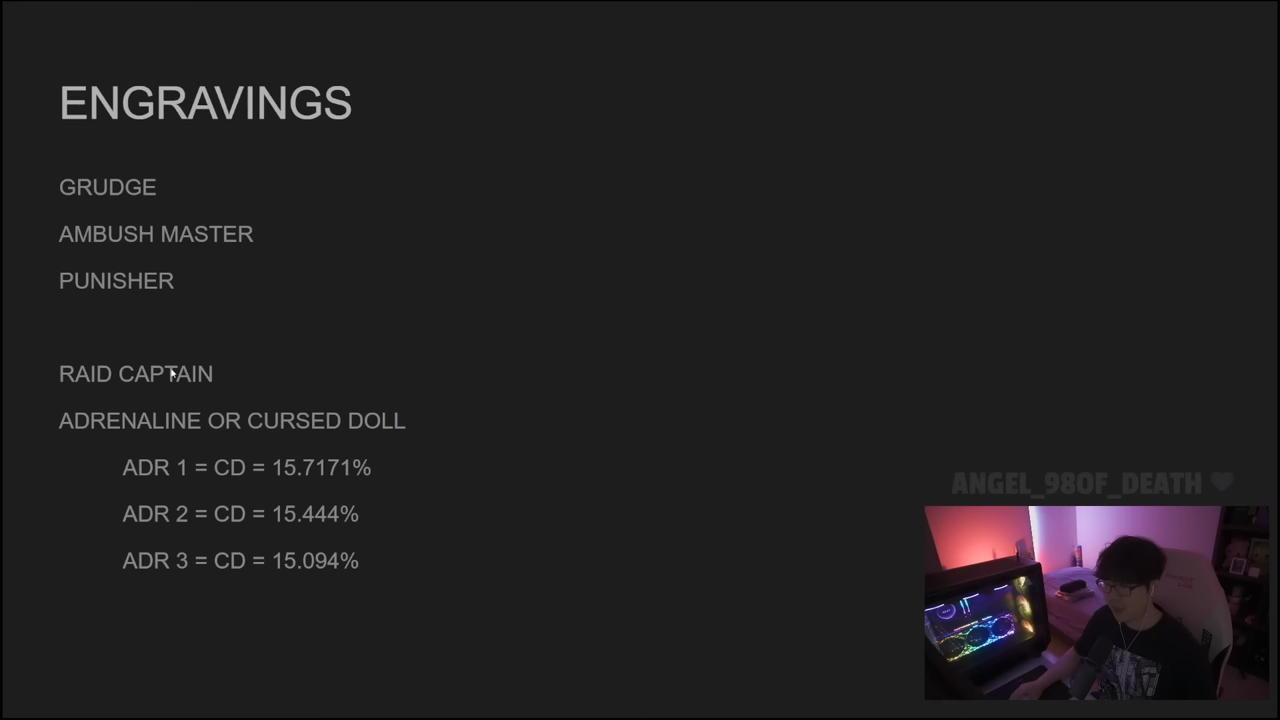 ENGRAVINGS
GRUDGE
AMBUSH MASTER
PUNISHER
RAID CAPTAIN
ADRENALINE OR CURSED DOLL
ADR 1 = CD = 15.7171%
ADR 2 = CD = 15.444%
ADR 3 = CD = 15.094%
ANGEL_98OF_DEATH